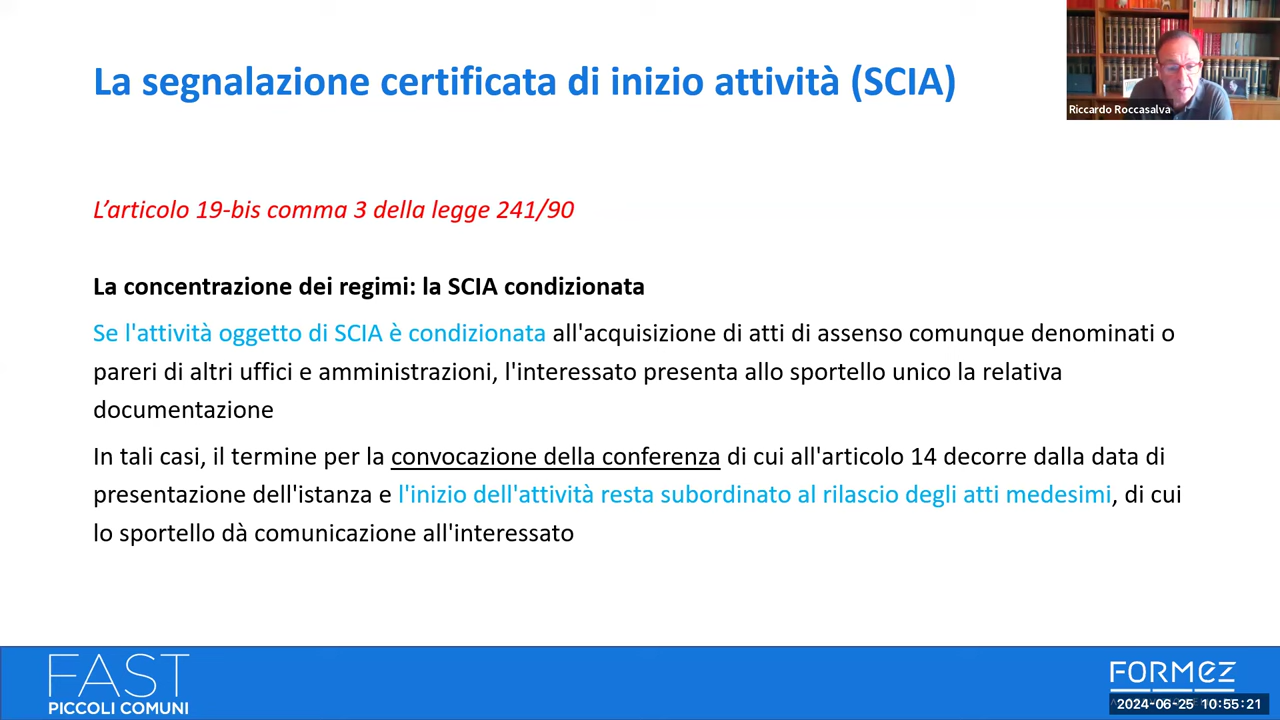 La segnalazione certificata di inizio attività (SCIA)
Riccardo Roccasalva
L’articolo 19-bis comma 3 della legge 241/90
La concentrazione dei regimi: la SCIA condizionata
Se l'attività oggetto di SCIA è condizionata all'acquisizione di atti di assenso comunque denominati o
pareri di altri uffici e amministrazioni, l'interessato presenta allo sportello unico la relativa
documentazione
In tali casi, il termine per la convocazione della conferenza di cui all'articolo 14 decorre dalla data di
presentazione dell'istanza e l'inizio dell'attività resta subordinato al rilascio degli atti medesimi, di cui
lo sportello dà comunicazione all'interessato
FAST
PICCOLI COMUNI
FORMEZ
2024-06-25 10:55:21